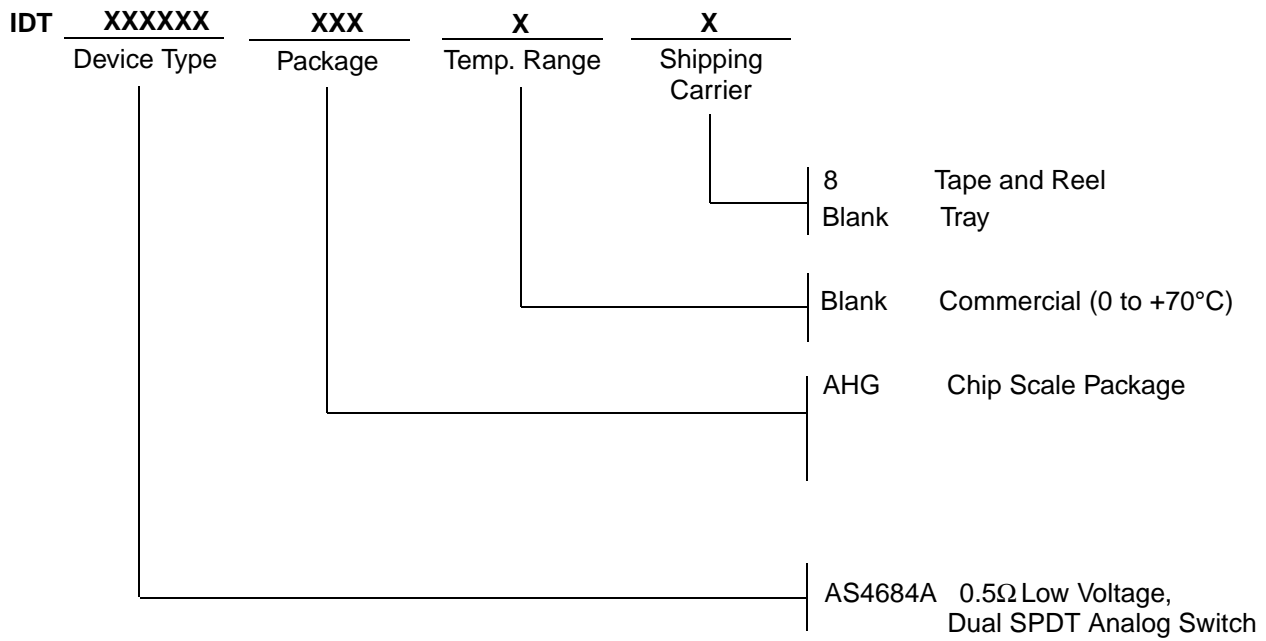 IDT XXXXXX XXX X X
Device Type Package Temp. Range Shipping
Carrier
8 Tape and Reel
Blank Tray
Blank Commercial (0 to +70°C)
AHG Chip Scale Package
AS4684A 0.5Ω Low Voltage,
Dual SPDT Analog Switch